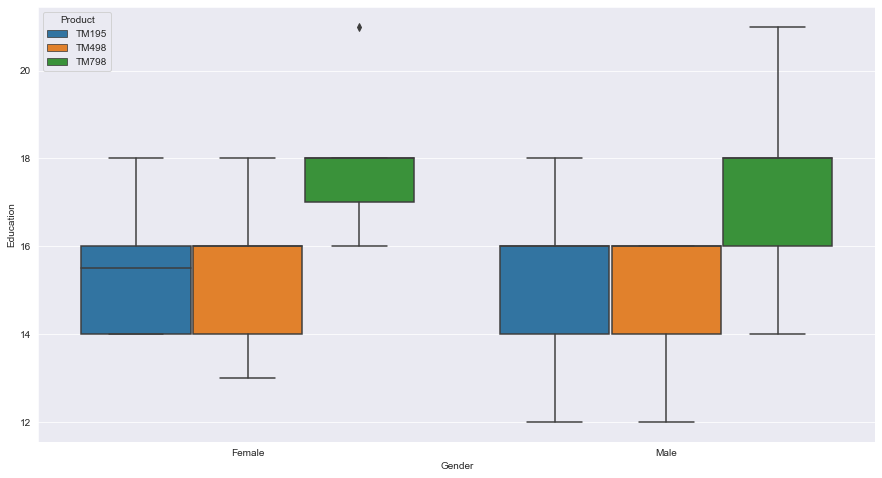 Product
TM195
TM498
TM798
20
18
16
14
12
Education
Female
Male
Gender